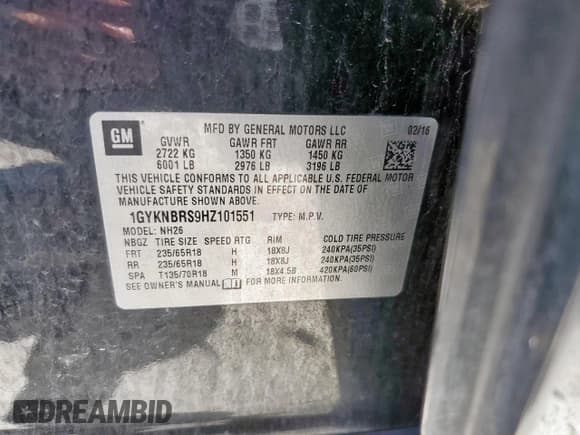 GM
MFD BY GENERAL MOTORS LLC 02/16
GVWR GAWR FRT GAWR RR
2722 KG 1350 KG 1450 KG
6001 LB 2976 LB 3196 LB
THIS VEHICLE CONFORMS TO ALL APPLICABLE U.S. FEDERAL MOTOR
VEHICLE SAFETY STANDARDS IN EFFECT ON THE DATE OF
MANUFACTURE SHOWN ABOVE.
1GYKNBRS9HZ101551 TYPE: M.P.V.
MODEL: NH26
NBGZ TIRE SIZE SPEED RTG RIM COLD TIRE PRESSURE
FRT 235/65R18 H 18X8J 240KPA(35PSI)
RR 235/65R18 H 18X8J 240KPA(35PSI)
SPA T135/70R18 M 18X4.5B 420KPA(60PSI)
SEE OWNER'S MANUAL FOR MORE INFORMATION.
DREAMBID